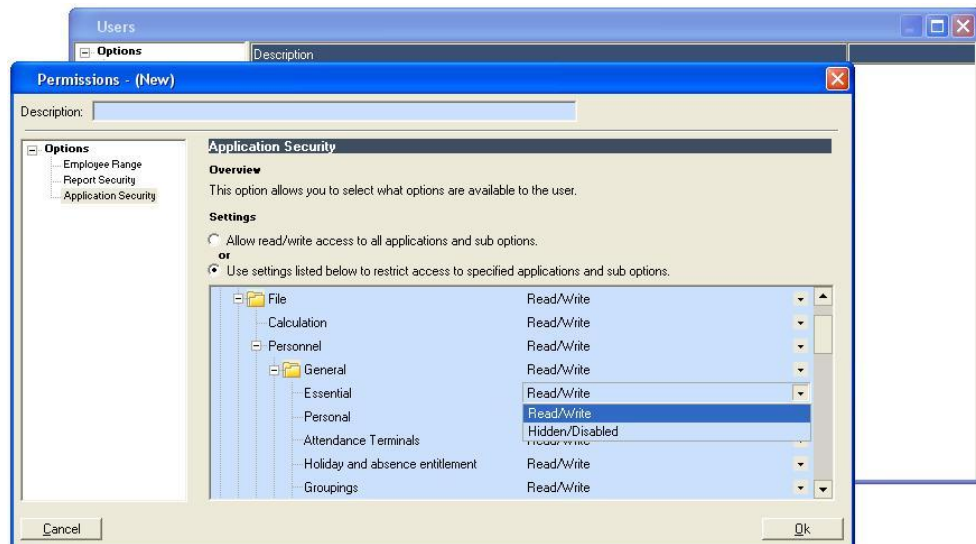 Users
Options Description
Permissions - (New)
Description:
Options
Employee Range
Report Security
Application Security
Application Security
Overview
This option allows you to select what options are available to the user.
Settings
Allow read/write access to all applications and sub options.
or
Use settings listed below to restrict access to specified applications and sub options.
File Read/Write
Calculation Read/Write
Personnel Read/Write
General Read/Write
Essential Read/Write
Read/Write
Personal
Hidden/Disabled
Attendance Terminals Read/Write
Holiday and absence entitlement Read/Write
Groupings Read/Write
Cancel Ok